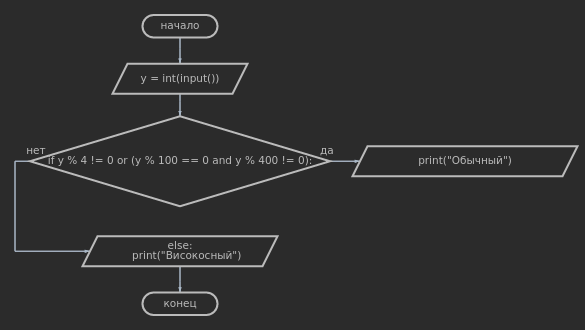 начало
y = int(input())
нет
да
if y % 4 != 0 or (y % 100 == 0 and y % 400 != 0):
print("Обычный")
else:
print("Високосный")
конец